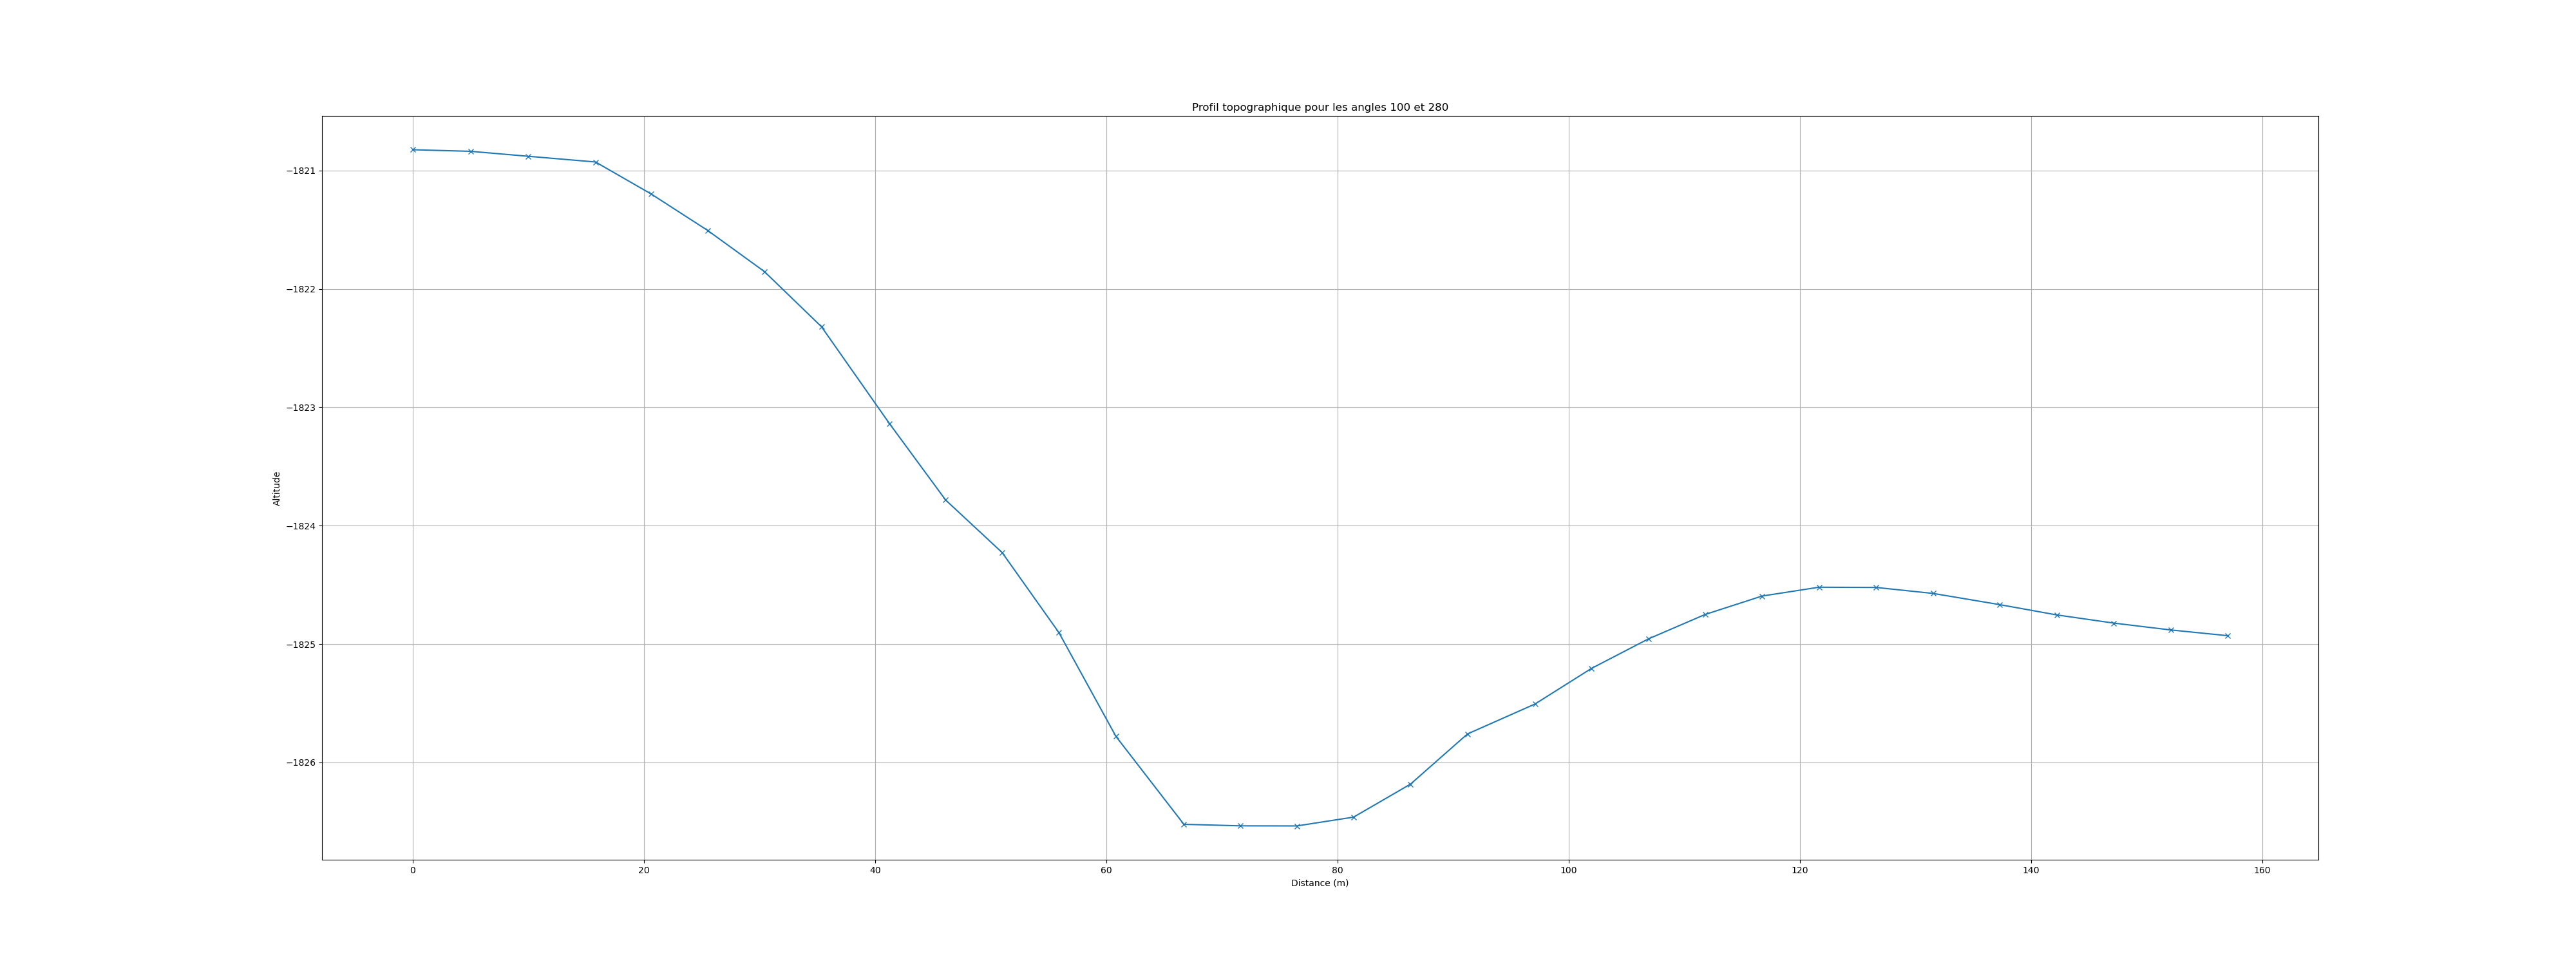 Profil topographique pour les angles 100 et 280
−1821
−1822
−1823
−1824
−1825
−1826
Altitude
0 20 40 60 80 100 120 140 160
Distance (m)